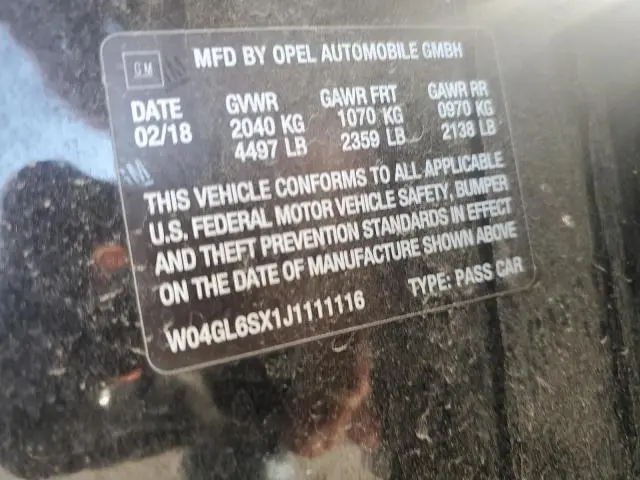 GM
MFD BY OPEL AUTOMOBILE GMBH
DATE GVWR GAWR FRT GAWR RR
02/18 2040 KG 1070 KG 0970 KG
4497 LB 2359 LB 2138 LB
THIS VEHICLE CONFORMS TO ALL APPLICABLE
U.S. FEDERAL MOTOR VEHICLE SAFETY, BUMPER
AND THEFT PREVENTION STANDARDS IN EFFECT
ON THE DATE OF MANUFACTURE SHOWN ABOVE
W04GL6SX1J1111116 TYPE: PASS CAR